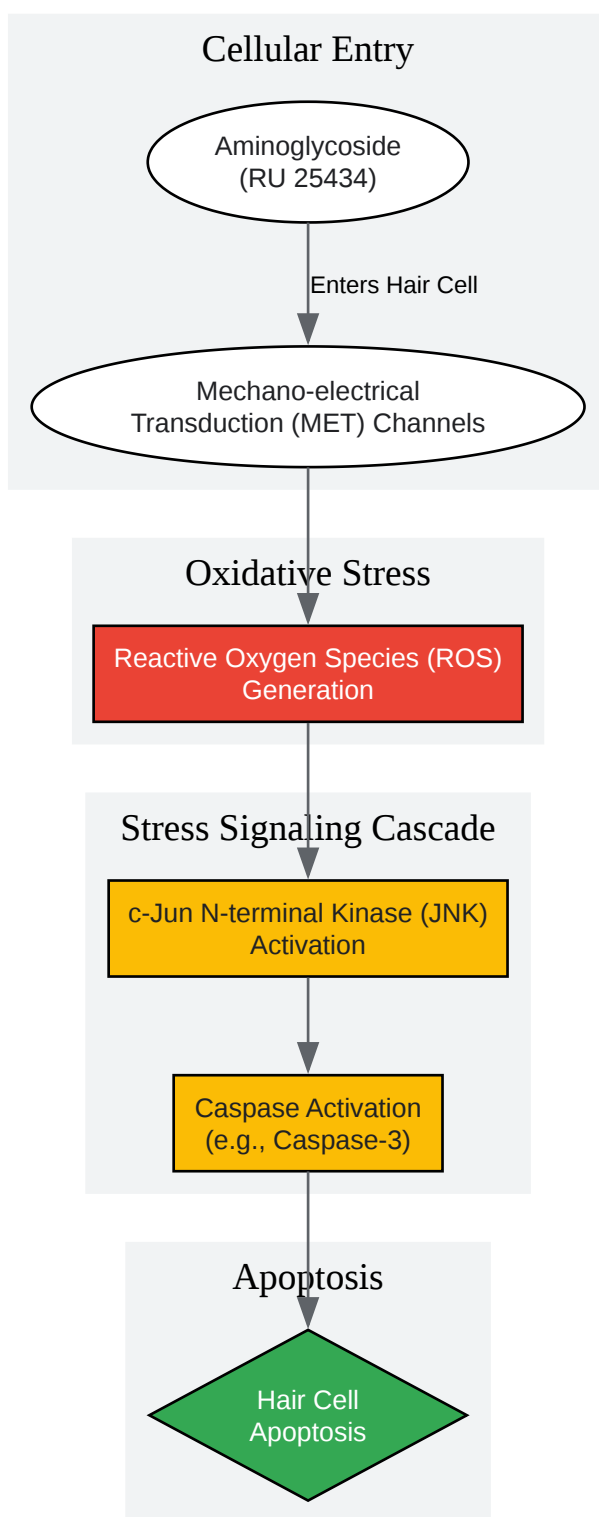 Cellular Entry
Aminoglycoside
(RU 25434)
Enters Hair Cell
Mechano-electrical
Transduction (MET) Channels
Oxidative Stress
Reactive Oxygen Species (ROS)
Generation
Stress Signaling Cascade
c-Jun N-terminal Kinase (JNK)
Activation
Caspase Activation
(e.g., Caspase-3)
Apoptosis
Hair Cell
Apoptosis